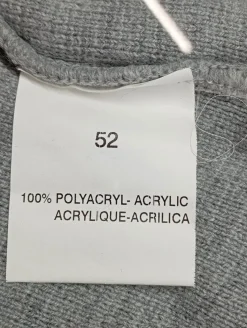 52
100% POLYACRYL- ACRYLIC
ACRYLIQUE-ACRILICA